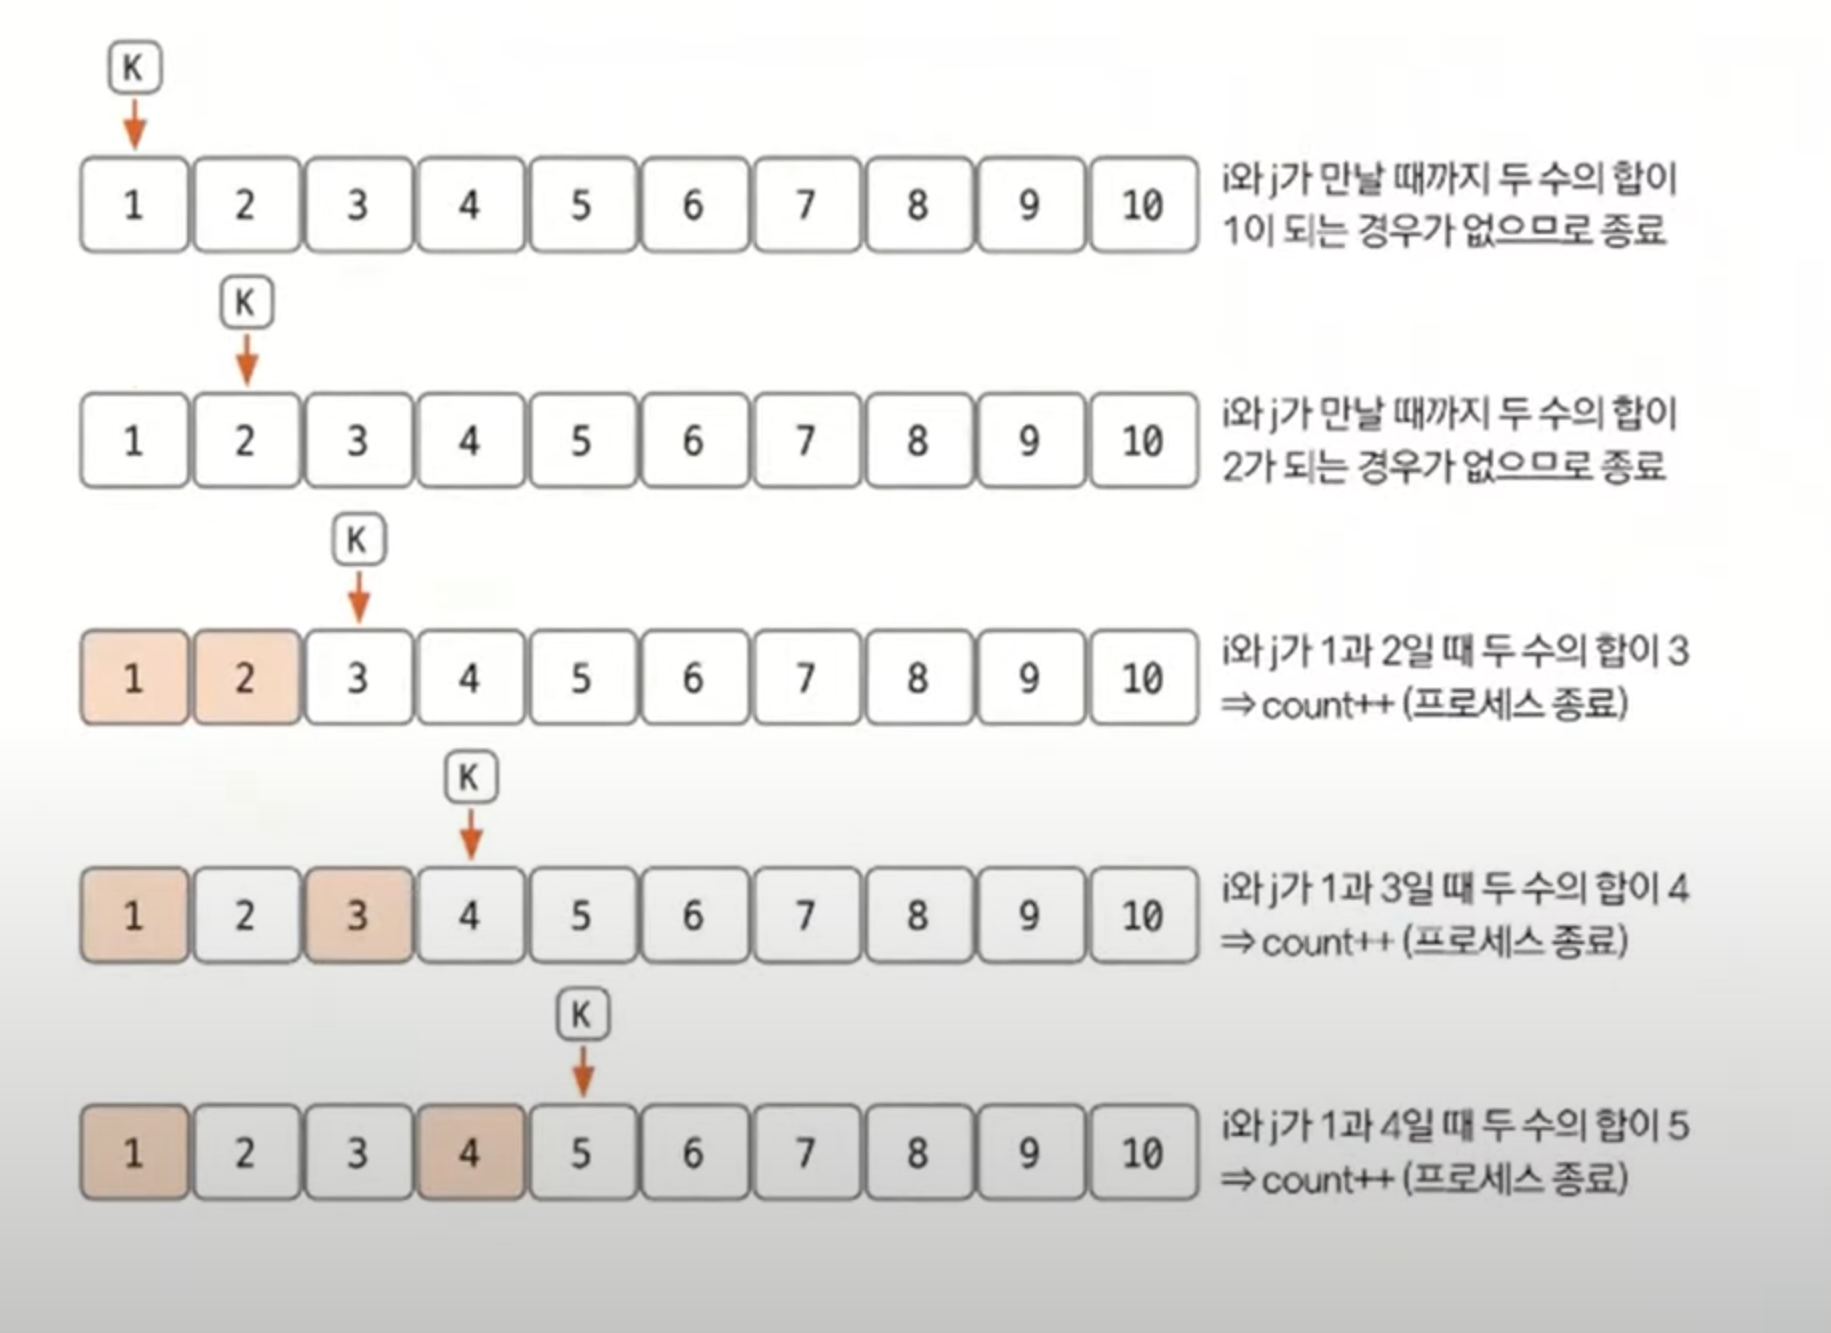 K
1 2 3 4 5 6 7 8 9 10
i와 j가 만날 때까지 두 수의 합이
1이 되는 경우가 없으므로 종료
K
1 2 3 4 5 6 7 8 9 10
i와 j가 만날 때까지 두 수의 합이
2가 되는 경우가 없으므로 종료
K
1 2 3 4 5 6 7 8 9 10
i와 j가 1과 2일 때 두 수의 합이 3
⇒ count++ (프로세스 종료)
K
1 2 3 4 5 6 7 8 9 10
i와 j가 1과 3일 때 두 수의 합이 4
⇒ count++ (프로세스 종료)
K
1 2 3 4 5 6 7 8 9 10
i와 j가 1과 4일 때 두 수의 합이 5
⇒ count++ (프로세스 종료)